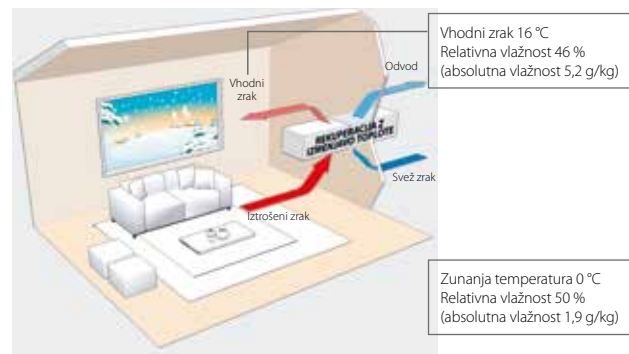 Vhodni zrak 16 °C
Relativna vlažnost 46 %
(absolutna vlažnost 5,2 g/kg)
Odvod
Vhodni
zrak
REKUPERACIJA Z
IZMENJAVO TOPLOTE
Svež zrak
Iztrošeni zrak
Zunanja temperatura 0 °C
Relativna vlažnost 50 %
(absolutna vlažnost 1,9 g/kg)